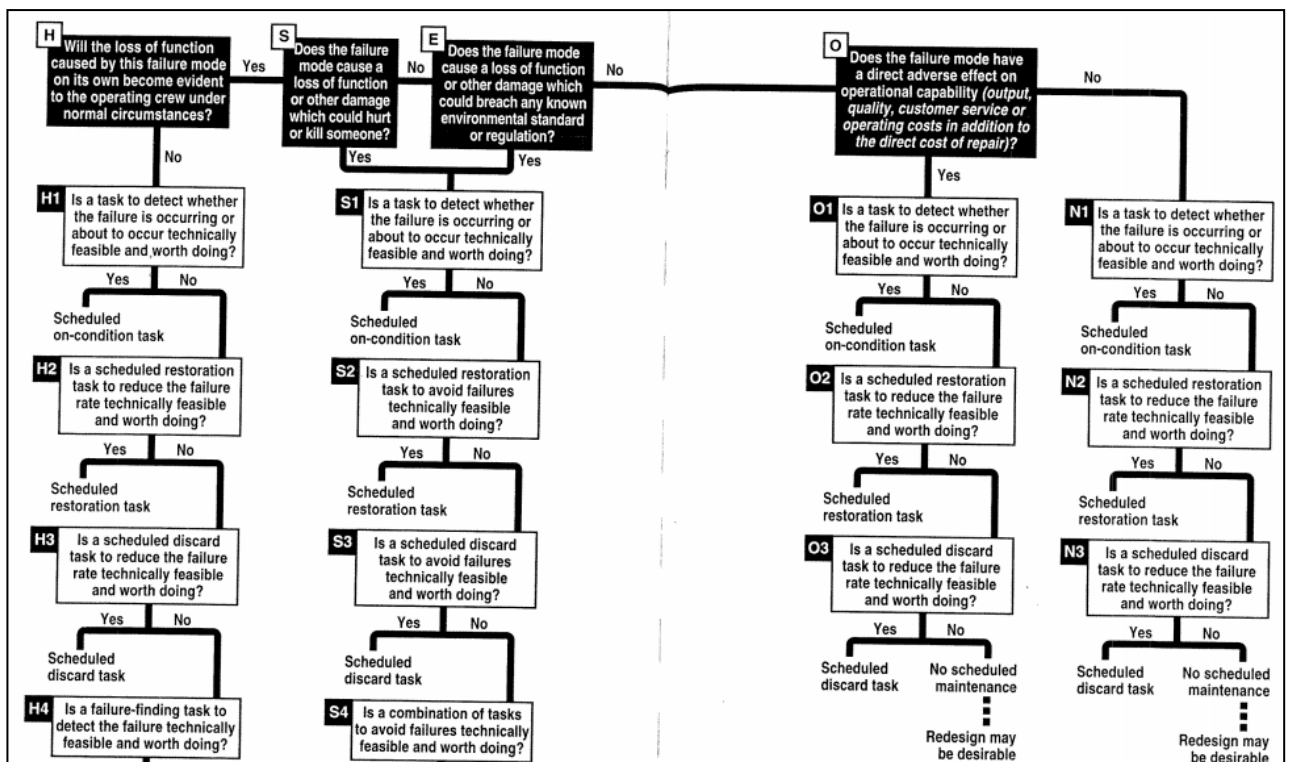 H
Will the loss of function
caused by this failure mode
on its own become evident
to the operating crew under
normal circumstances?
Yes
No
S
Does the failure
mode cause a
loss of function
or other damage
which could hurt
or kill someone?
No
Yes
E
Does the failure mode
cause a loss of function
or other damage which
could breach any known
environmental standard
or regulation?
No
Yes
O
Does the failure mode have
a direct adverse effect on
operational capability (output,
quality, customer service or
operating costs in addition to
the direct cost of repair)?
No
Yes
H1
Is a task to detect whether
the failure is occurring or
about to occur technically
feasible and worth doing?
Yes
No
Scheduled
on-condition task
H2
Is a scheduled restoration
task to reduce the failure
rate technically feasible
and worth doing?
Yes
No
Scheduled
restoration task
H3
Is a scheduled discard
task to reduce the failure
rate technically feasible
and worth doing?
Yes
No
Scheduled
discard task
H4
Is a failure-finding task to
detect the failure technically
feasible and worth doing?
S1
Is a task to detect whether
the failure is occurring or
about to occur technically
feasible and worth doing?
Yes
No
Scheduled
on-condition task
S2
Is a scheduled restoration
task to avoid failures
technically feasible
and worth doing?
Yes
No
Scheduled
restoration task
S3
Is a scheduled discard
task to avoid failures
technically feasible
and worth doing?
Yes
No
Scheduled
discard task
S4
Is a combination of tasks
to avoid failures technically
feasible and worth doing?
O1
Is a task to detect whether
the failure is occurring or
about to occur technically
feasible and worth doing?
Yes
No
Scheduled
on-condition task
O2
Is a scheduled restoration
task to reduce the failure
rate technically feasible
and worth doing?
Yes
No
Scheduled
restoration task
O3
Is a scheduled discard
task to reduce the failure
rate technically feasible
and worth doing?
Yes
No
Scheduled
discard task
No scheduled
maintenance
Redesign may
be desirable
N1
Is a task to detect whether
the failure is occurring or
about to occur technically
feasible and worth doing?
Yes
No
Scheduled
on-condition task
N2
Is a scheduled restoration
task to reduce the failure
rate technically feasible
and worth doing?
Yes
No
Scheduled
restoration task
N3
Is a scheduled discard
task to reduce the failure
rate technically feasible
and worth doing?
Yes
No
Scheduled
discard task
No scheduled
maintenance
Redesign may
be desirable